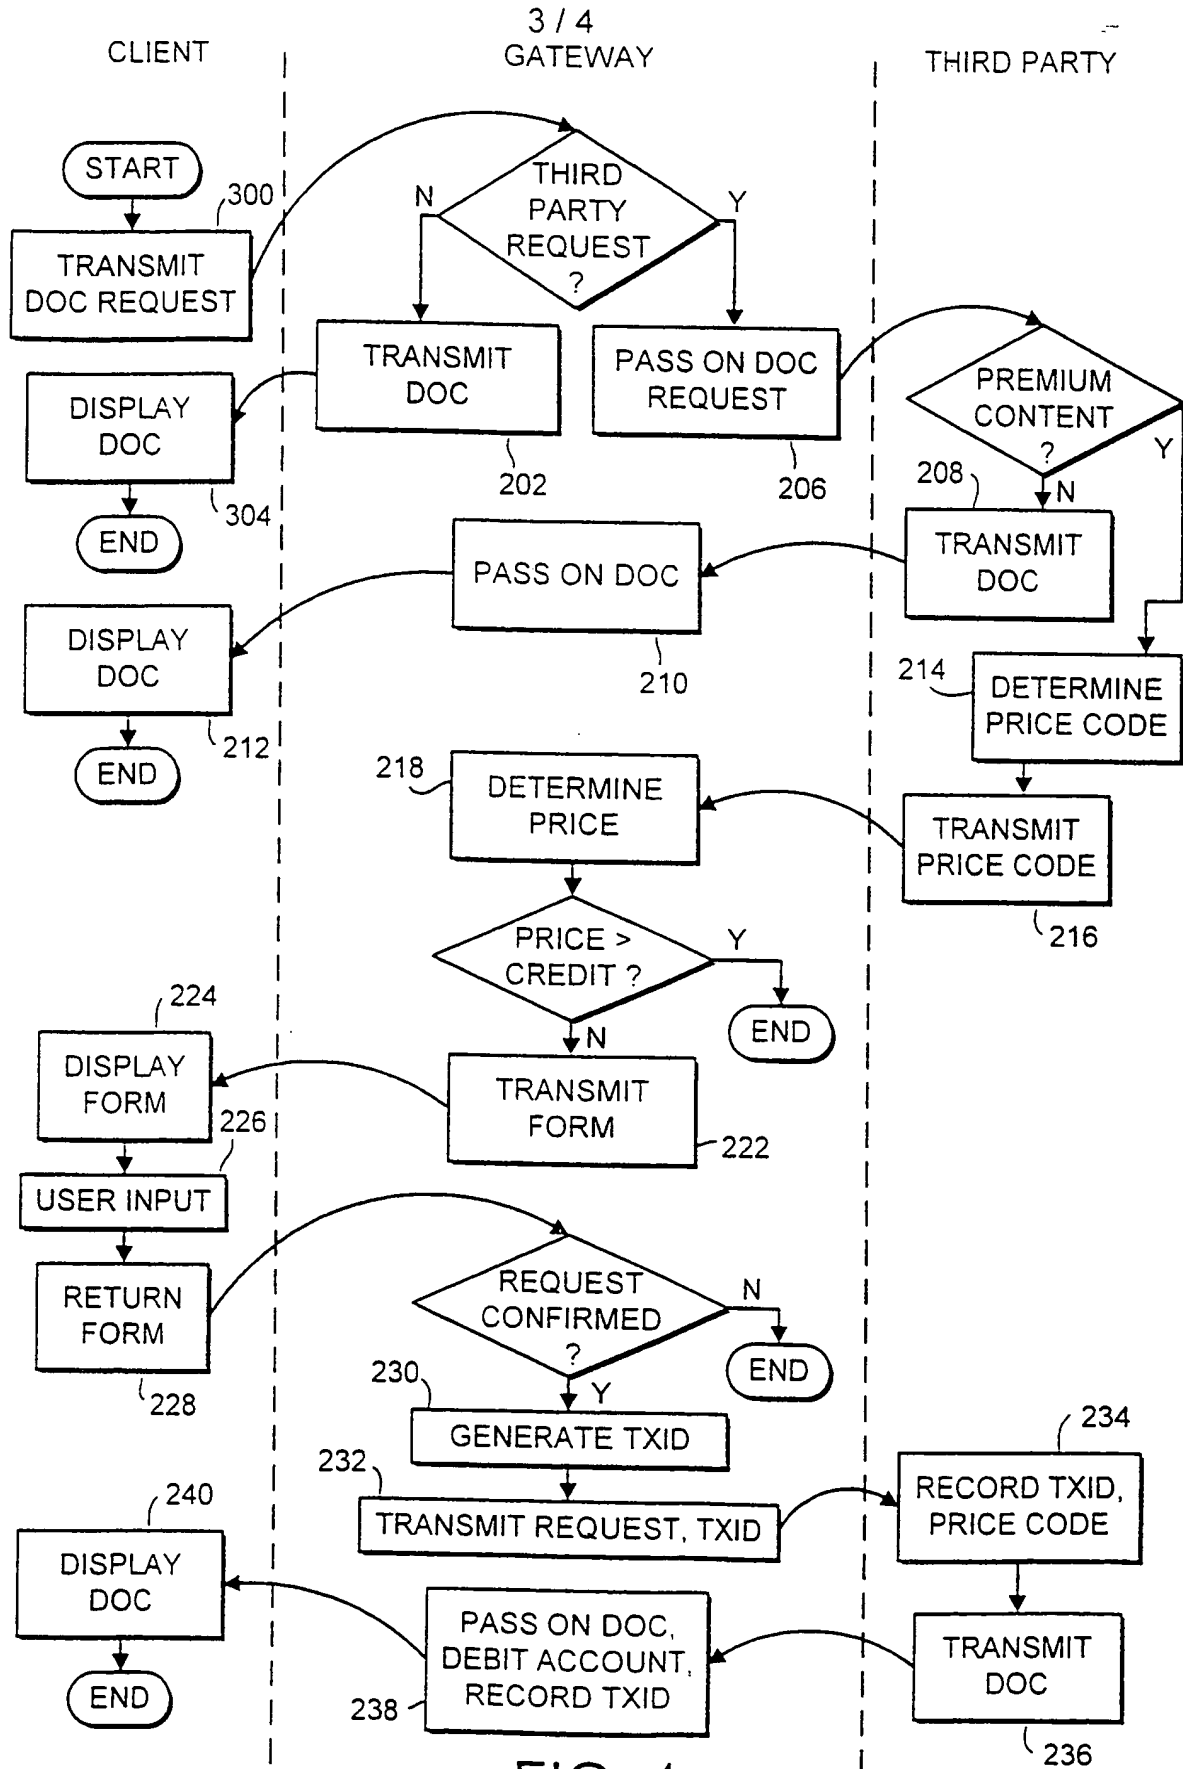 3 / 4
CLIENT
GATEWAY
THIRD PARTY
START
300
TRANSMIT
DOC REQUEST
THIRD
PARTY
REQUEST
?
N
Y
TRANSMIT
DOC
202
PASS ON DOC
REQUEST
206
PREMIUM
CONTENT
?
Y
N
DISPLAY
DOC
304
END
208
TRANSMIT
DOC
PASS ON DOC
210
DISPLAY
DOC
212
END
214
DETERMINE
PRICE CODE
TRANSMIT
PRICE CODE
216
218
DETERMINE
PRICE
PRICE >
CREDIT ?
Y
END
N
TRANSMIT
FORM
222
224
DISPLAY
FORM
226
USER INPUT
RETURN
FORM
228
REQUEST
CONFIRMED
?
N
END
Y
230
GENERATE TXID
232
TRANSMIT REQUEST, TXID
234
RECORD TXID,
PRICE CODE
TRANSMIT
DOC
236
PASS ON DOC,
DEBIT ACCOUNT,
RECORD TXID
238
240
DISPLAY
DOC
END